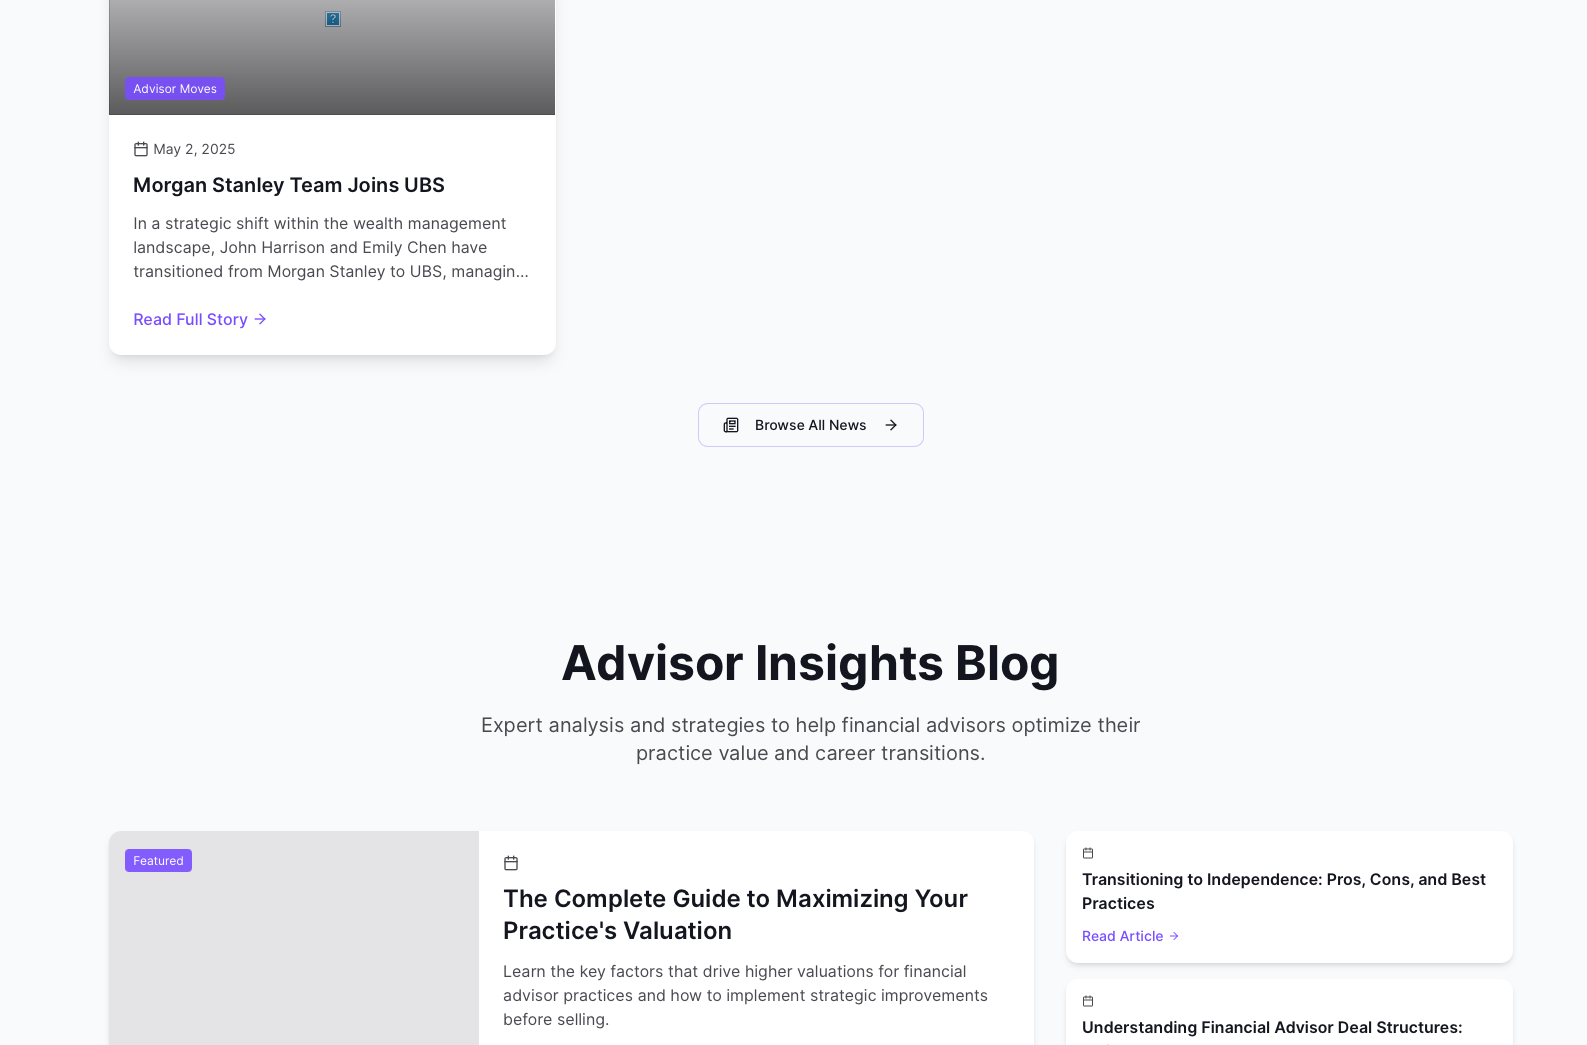 Advisor Moves
May 2, 2025
Morgan Stanley Team Joins UBS
In a strategic shift within the wealth management
landscape, John Harrison and Emily Chen have
transitioned from Morgan Stanley to UBS, managin...
Read Full Story
Browse All News
Advisor Insights Blog
Expert analysis and strategies to help financial advisors optimize their
practice value and career transitions.
Featured
The Complete Guide to Maximizing Your
Practice's Valuation
Learn the key factors that drive higher valuations for financial
advisor practices and how to implement strategic improvements
before selling.
Transitioning to Independence: Pros, Cons, and Best
Practices
Read Article
Understanding Financial Advisor Deal Structures: